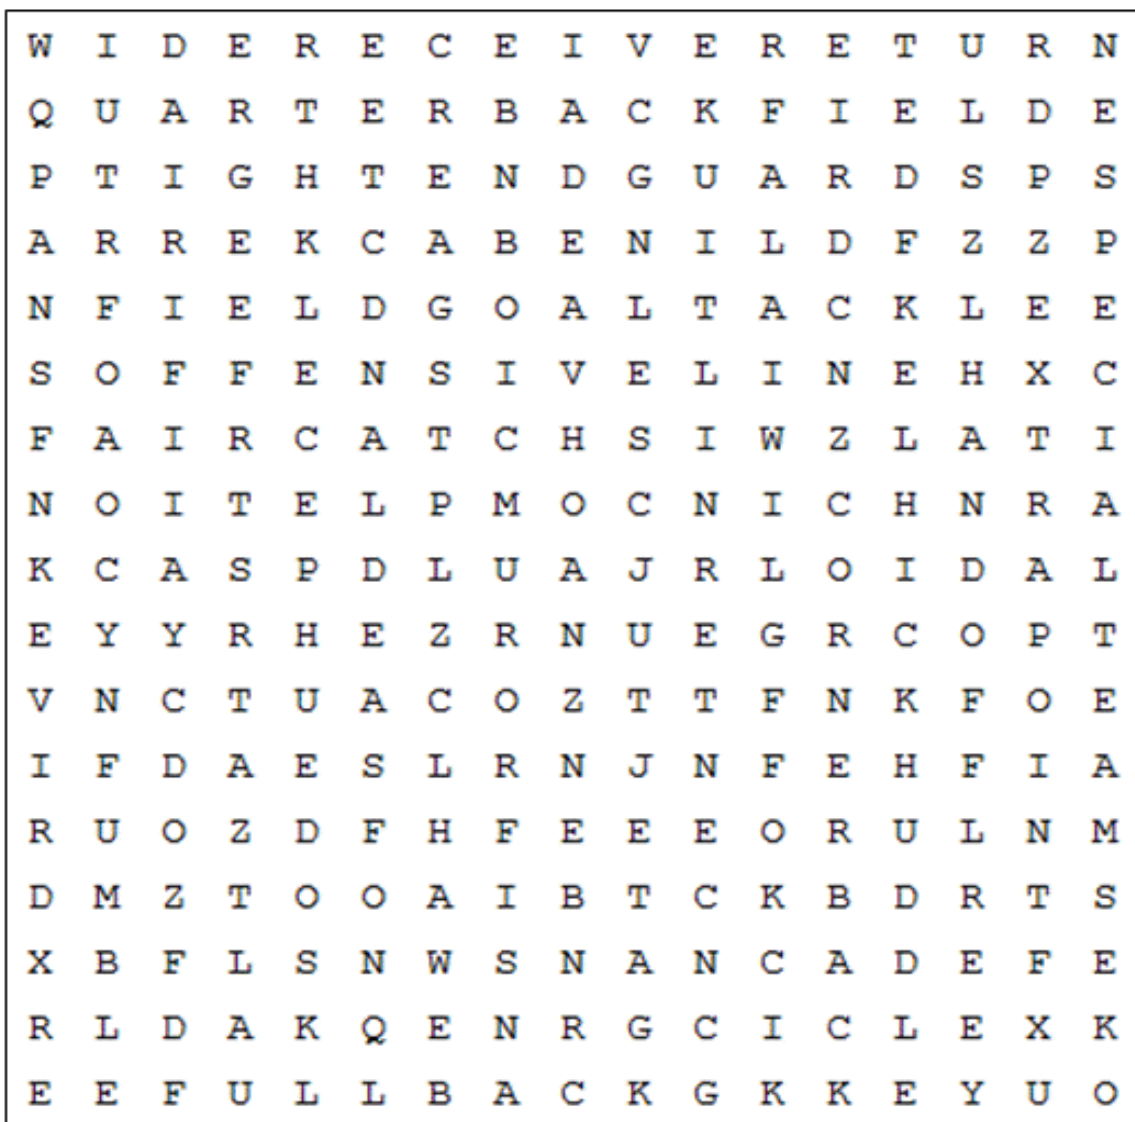 W I D E R E C E I V E R E T U R N
Q U A R T E R B A C K F I E L D E
P T I G H T E N D G U A R D S P S
A R R E K C A B E N I L D F Z Z P
N F I E L D G O A L T A C K L E E
S O F F E N S I V E L I N E H X C
F A I R C A T C H S I W Z L A T I
N O I T E L P M O C N I C H N R A
K C A S P D L U A J R L O I D A L
E Y Y R H E Z R N U E G R C O P T
V N C T U A C O Z T T F N K F O E
I F D A E S L R N J N F E H F I A
R U O Z D F H F E E E O R U L N M
D M Z T O O A I B T C K B D R T S
X B F L S N W S N A N C A D E F E
R L D A K Q E N R G C I C L E X K
E E F U L L B A C K G K K E Y U O